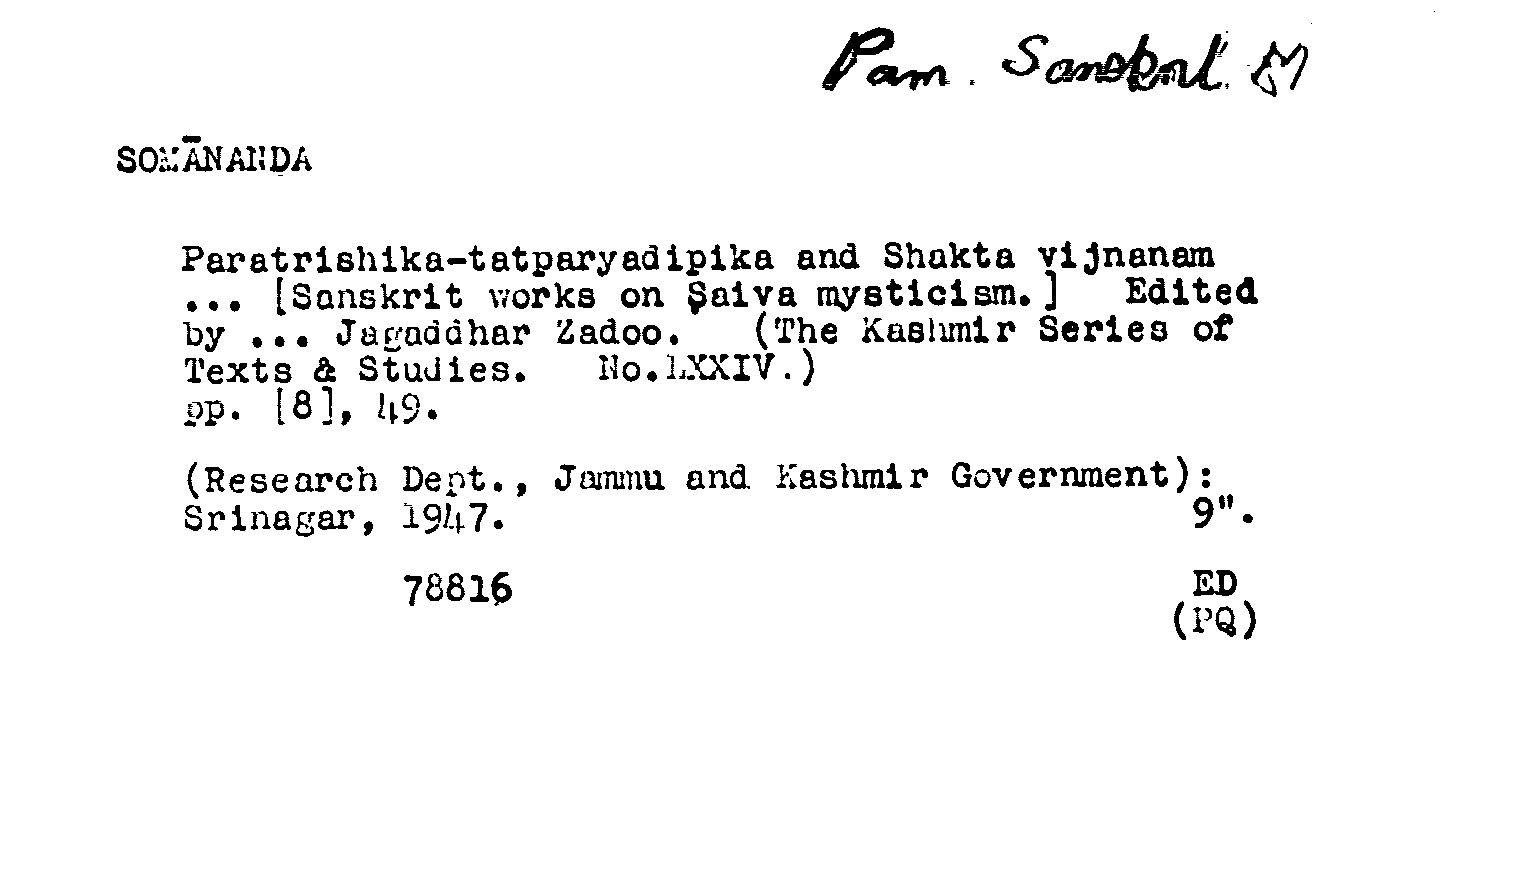 Pam. Sanskrit
SOMĀNANDA
Paratrishika-tatparyadipika and Shakta vijnanam
... [Sanskrit works on Şaiva mysticism.] Edited
by ... Jagaddhar Zadoo. (The Kashmir Series of
Texts & Studies. No.LXXIV.)
pp. [8], 49.
(Research Dept., Jammu and Kashmir Government):
Srinagar, 1947. 9".
78816 ED
(PQ)